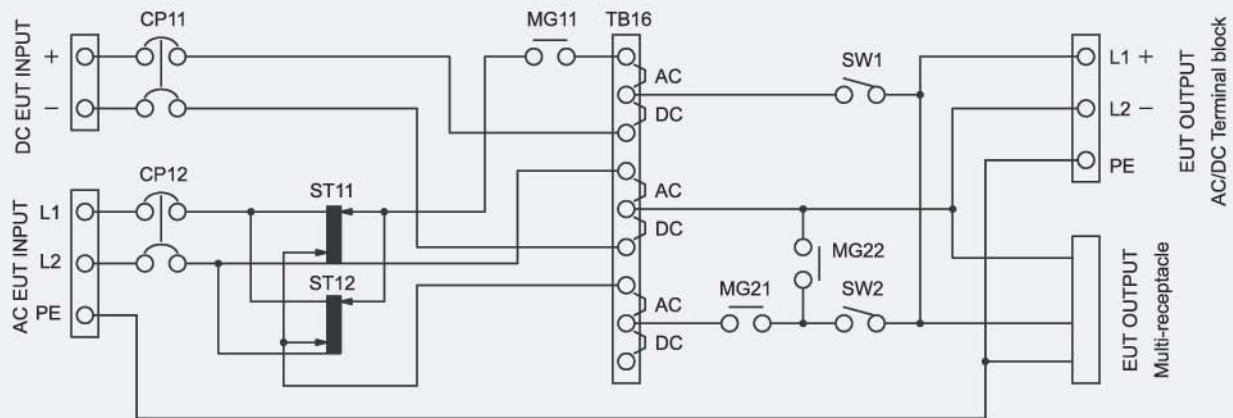 DC EUT INPUT
+
−
CP11
MG11
TB16
AC
DC
SW1
L1 +
L2 −
PE
EUT OUTPUT
AC/DC Terminal block
AC EUT INPUT
L1
L2
PE
CP12
ST11
ST12
AC
DC
MG22
MG21
SW2
AC
DC
EUT OUTPUT
Multi-receptacle